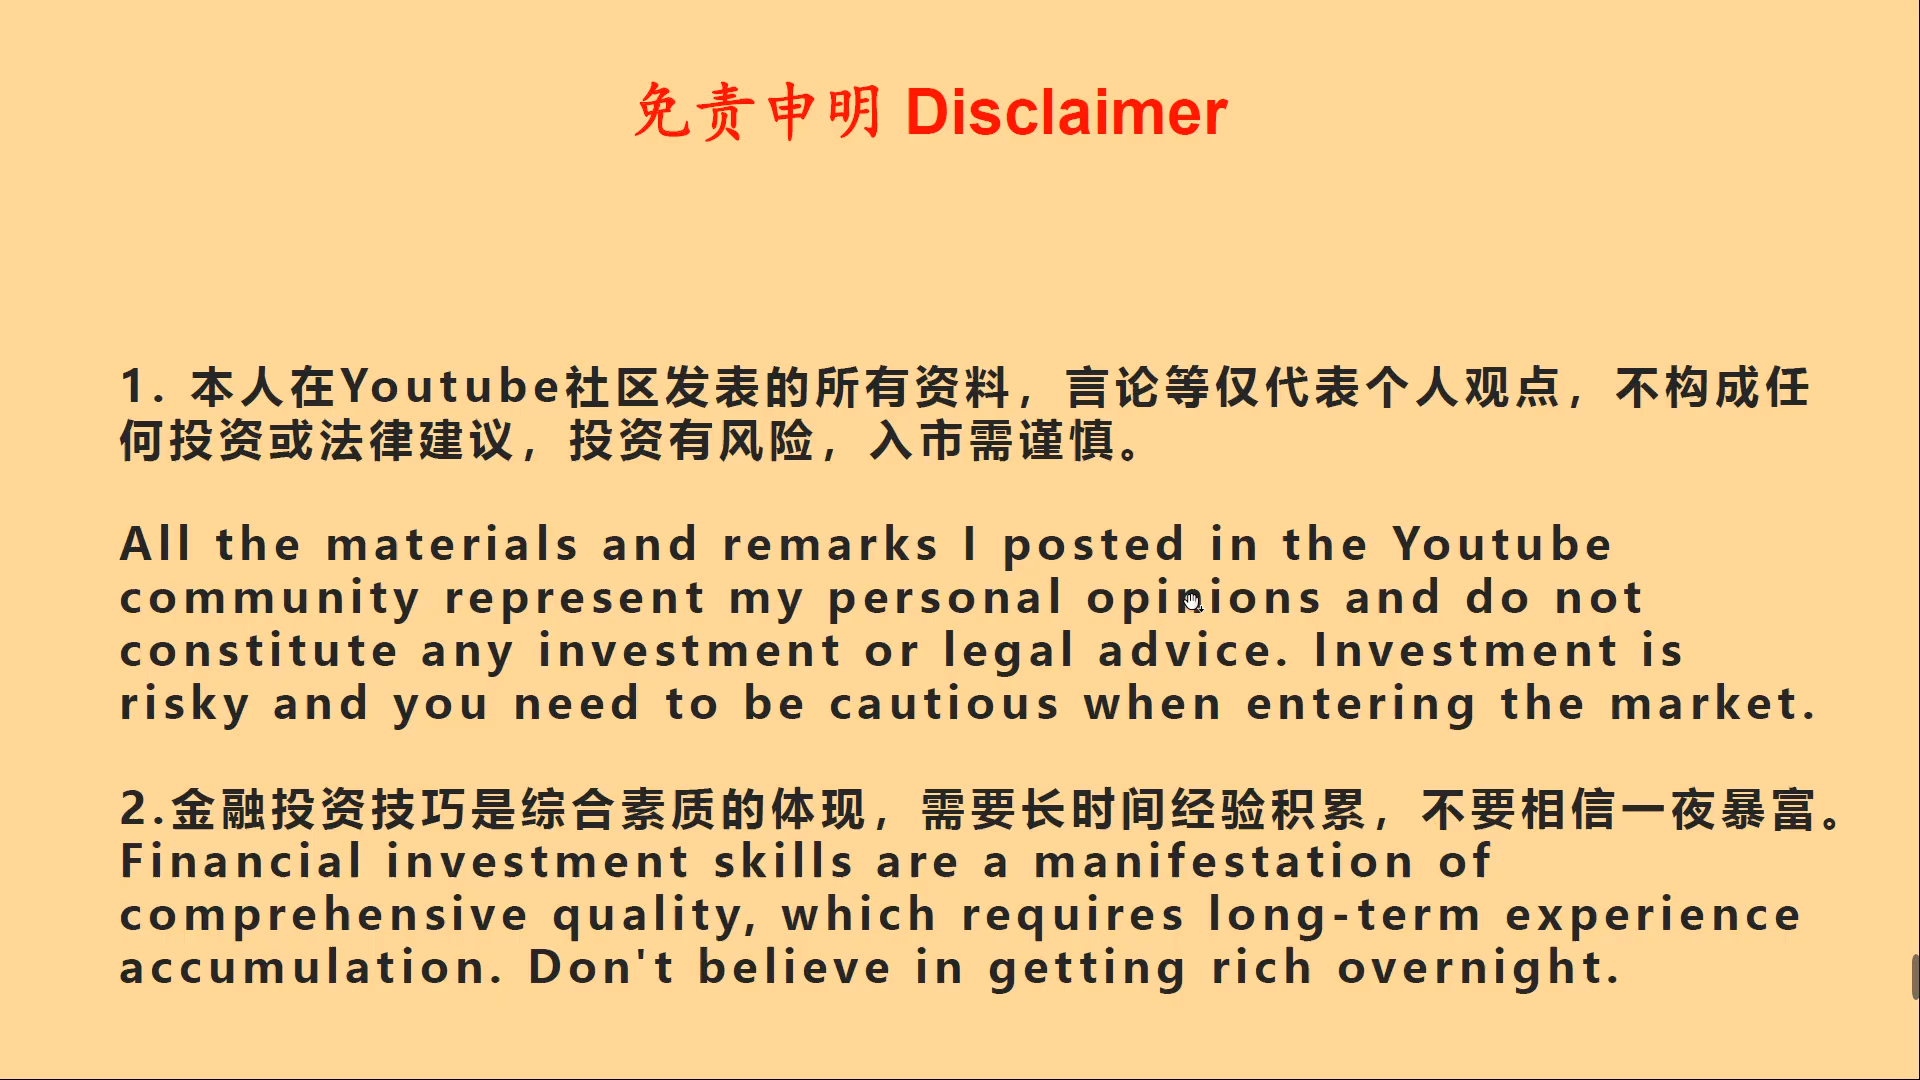 免责申明 Disclaimer
1. 本人在Youtube社区发表的所有资料，言论等仅代表个人观点，不构成任
何投资或法律建议，投资有风险，入市需谨慎。
All the materials and remarks I posted in the Youtube
community represent my personal opinions and do not
constitute any investment or legal advice. Investment is
risky and you need to be cautious when entering the market.
2.金融投资技巧是综合素质的体现，需要长时间经验积累，不要相信一夜暴富。
Financial investment skills are a manifestation of
comprehensive quality, which requires long-term experience
accumulation. Don't believe in getting rich overnight.